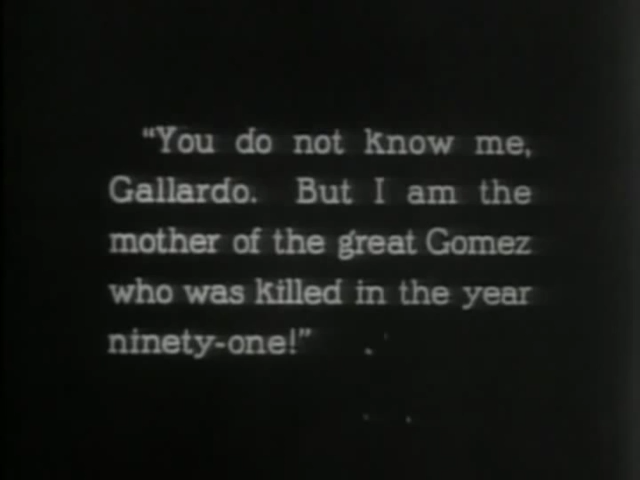 "You do not know me,
Gallardo. But I am the
mother of the great Gomez
who was killed in the year
ninety-one!"